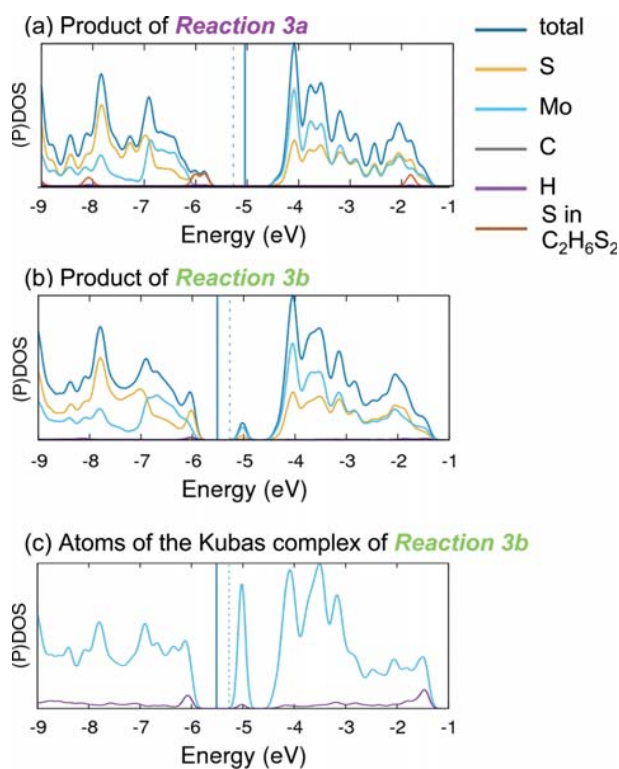 (a) Product of Reaction 3a
(P)DOS
-9 -8 -7 -6 -5 -4 -3 -2 -1
Energy (eV)
total
S
Mo
C
H
S in
C₂H₆S₂
(b) Product of Reaction 3b
(P)DOS
-9 -8 -7 -6 -5 -4 -3 -2 -1
Energy (eV)
(c) Atoms of the Kubas complex of Reaction 3b
(P)DOS
-9 -8 -7 -6 -5 -4 -3 -2 -1
Energy (eV)